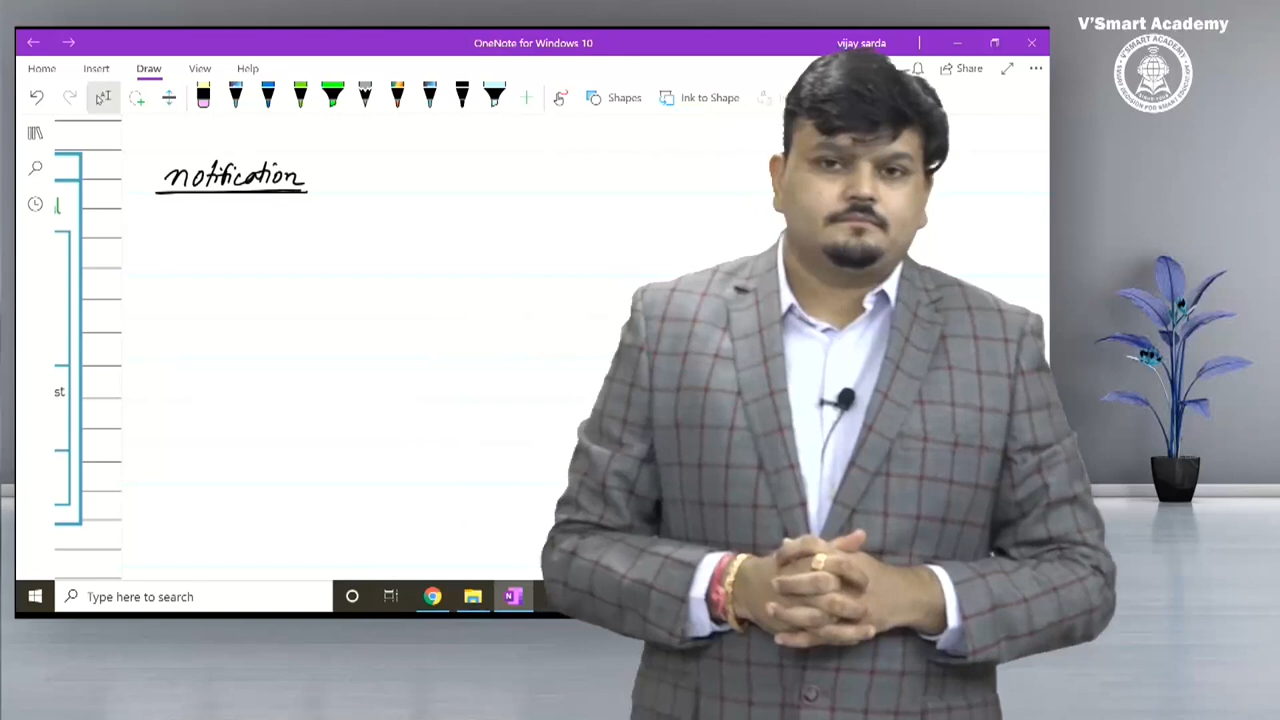 V'Smart Academy
OneNote for Windows 10
vijay sarda
Home Insert Draw View Help
Share
Shapes
Ink to Shape
notification
st
Type here to search